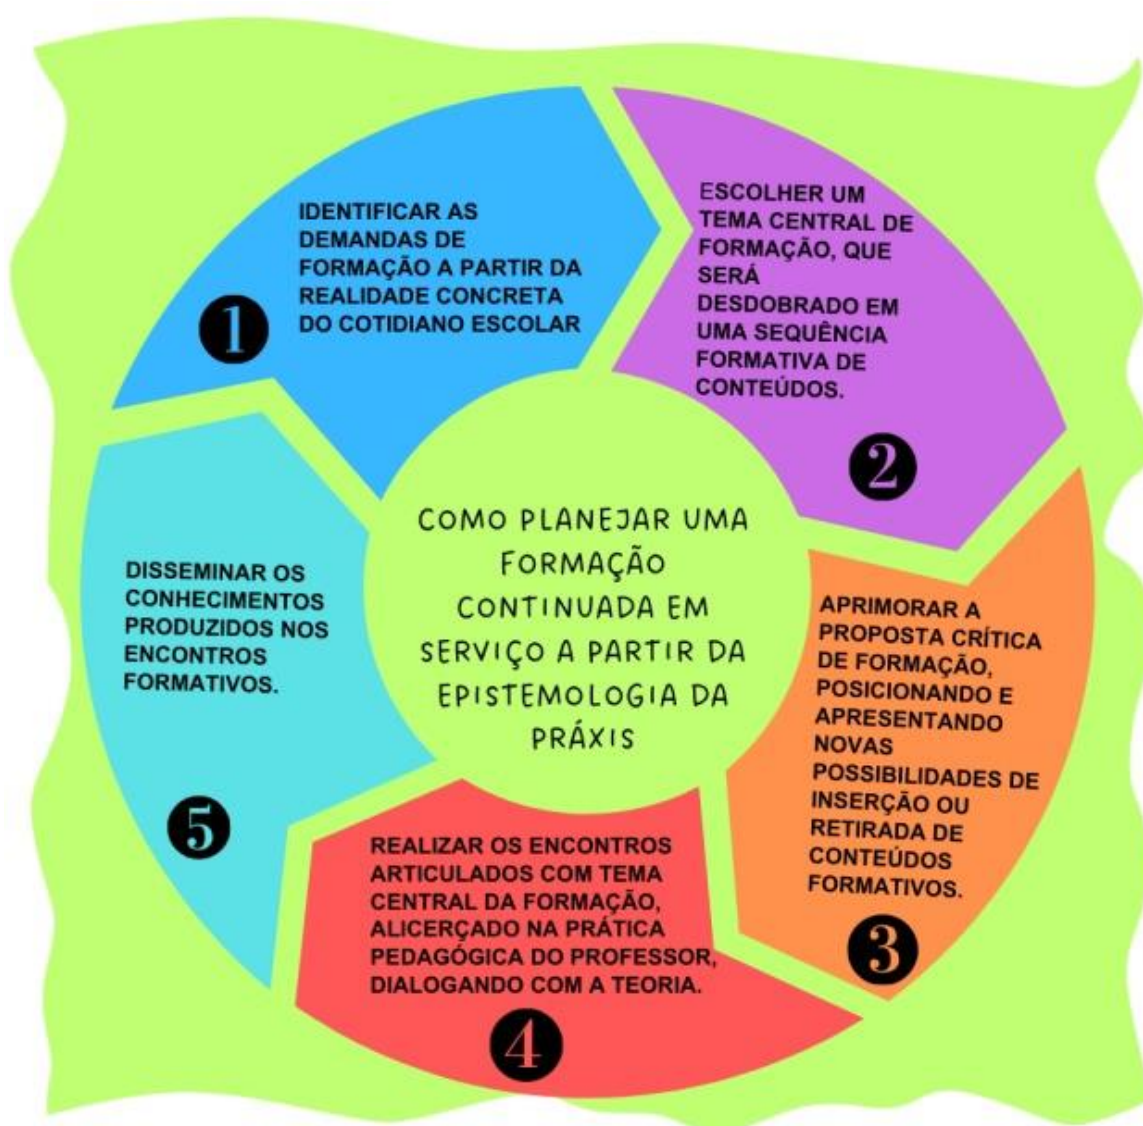 IDENTIFICAR AS
DEMANDAS DE
FORMAÇÃO A PARTIR DA
REALIDADE CONCRETA
DO COTIDIANO ESCOLAR
1
ESCOLHER UM
TEMA CENTRAL DE
FORMAÇÃO, QUE
SERÁ
DESDOBRADO EM
UMA SEQUÊNCIA
FORMATIVA DE
CONTEÚDOS.
2
APRIMORAR A
PROPOSTA CRÍTICA
DE FORMAÇÃO,
POSICIONANDO E
APRESENTANDO
NOVAS
POSSIBILIDADES DE
INSERÇÃO OU
RETIRADA DE
CONTEÚDOS
FORMATIVOS.
3
REALIZAR OS ENCONTROS
ARTICULADOS COM TEMA
CENTRAL DA FORMAÇÃO,
ALICERÇADO NA PRÁTICA
PEDAGÓGICA DO PROFESSOR,
DIALOGANDO COM A TEORIA.
4
DISSEMINAR OS
CONHECIMENTOS
PRODUZIDOS NOS
ENCONTROS
FORMATIVOS.
5
COMO PLANEJAR UMA
FORMAÇÃO
CONTINUADA EM
SERVIÇO A PARTIR DA
EPISTEMOLOGIA DA
PRÁXIS